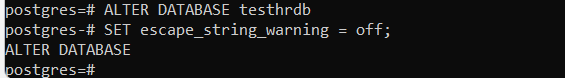 postgres=# ALTER DATABASE testhrdb
postgres-# SET escape_string_warning = off;
ALTER DATABASE
postgres=#